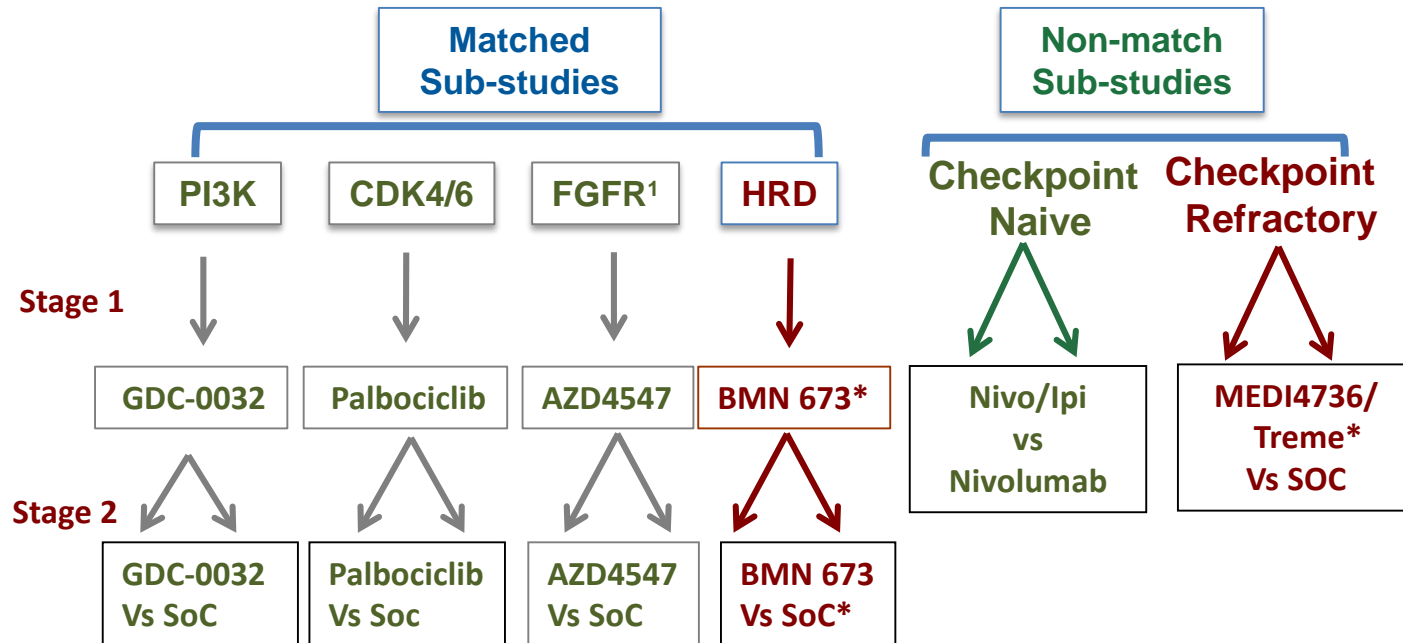 Matched
Sub-studies
Non-match
Sub-studies
PI3K
CDK4/6
FGFR¹
HRD
Checkpoint
Naive
Checkpoint
Refractory
Stage 1
GDC-0032
Palbociclib
AZD4547
BMN 673*
Nivo/Ipi
vs
Nivolumab
MEDI4736/
Treme*
Vs SOC
Stage 2
GDC-0032
Vs SoC
Palbociclib
Vs Soc
AZD4547
Vs SoC
BMN 673
Vs SoC*